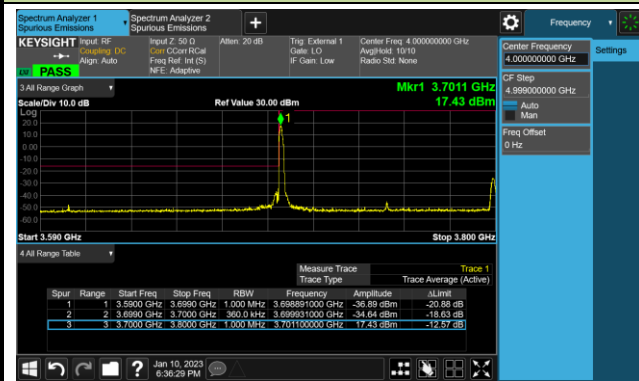 Spectrum Analyzer 1
Spurious Emissions
Spectrum Analyzer 2
Spurious Emissions
Frequency
KEYSIGHT
Input: RF
Coupling: DC
Align: Auto
Input Z: 50 Ω
Corr CCorr RCal
Freq Ref: Int (S)
NFE: Adaptive
Atten: 20 dB
Trig: External 1
Gate: LO
IF Gain: Low
Center Freq: 4.000000000 GHz
Avg|Hold: 10/10
Radio Std: None
PASS
Center Frequency
4.000000000 GHz
Settings
CF Step
4.999000000 GHz
Auto
Man
Freq Offset
0 Hz
3 All Range Graph
Mkr1 3.7011 GHz
17.43 dBm
Scale/Div 10.0 dB
Ref Value 30.00 dBm
Log
20.0
10.0
0.00
-10.0
-20.0
-30.0
-40.0
-50.0
-60.0
1
Start 3.590 GHz
Stop 3.800 GHz
4 All Range Table
Measure Trace Trace 1
Trace Type Trace Average (Active)
Spur Range Start Freq Stop Freq RBW Frequency Amplitude ΔLimit
1 1 3.5900 GHz 3.6990 GHz 1.000 MHz 3.698891000 GHz -36.89 dBm -20.88 dB
2 2 3.6990 GHz 3.7000 GHz 360.0 kHz 3.699931000 GHz -34.64 dBm -18.63 dB
3 3 3.7000 GHz 3.8000 GHz 1.000 MHz 3.701100000 GHz 17.43 dBm -12.57 dB
Jan 10, 2023
6:36:29 PM